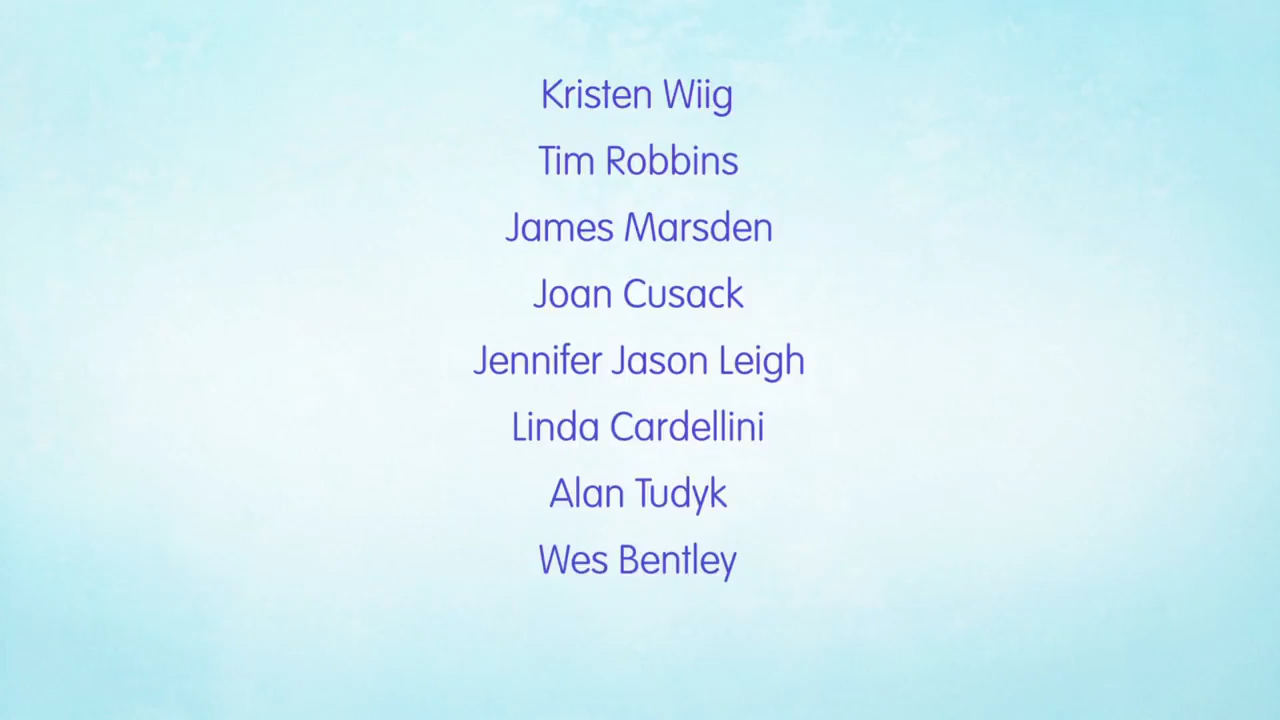 Kristen Wiig
Tim Robbins
James Marsden
Joan Cusack
Jennifer Jason Leigh
Linda Cardellini
Alan Tudyk
Wes Bentley